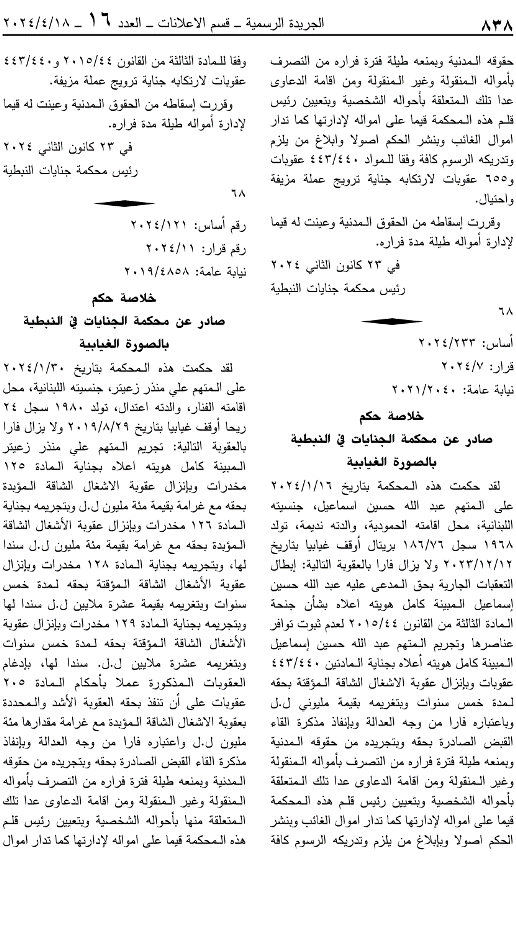 ٨٣٨
الجريدة الرسمية ــ قسم الاعلانات ــ العدد ١٦ ــ ٢٠٢٤/٤/١٨
حقوقه المدنية وبمنعه طيلة فترة فراره من التصرف
بأمواله المنقولة وغير المنقولة ومن اقامة الدعاوى
عدا تلك المتعلقة بأحواله الشخصية وبتعيين رئيس
قلم هذه المحكمة قيما على امواله لإدارتها كما تدار
اموال الغائب وبنشر الحكم اصولا وابلاغ من يلزم
وتدريكه الرسوم كافة وفقا للمواد ٤٤٣/٤٤٠ عقوبات
و٦٥٥ عقوبات لارتكابه جناية ترويج عملة مزيفة
واحتيال.
وقررت إسقاطه من الحقوق المدنية وعينت له قيما
لإدارة أمواله طيلة مدة فراره.
في ٢٣ كانون الثاني ٢٠٢٤
رئيس محكمة جنايات النبطية
٦٨
أساس: ٢٠٢٤/٢٣٣
قرار: ٢٠٢٤/٧
نيابة عامة: ٢٠٢١/٢٠٤٠
خلاصة حكم
صادر عن محكمة الجنايات في النبطية
بالصورة الغيابية
لقد حكمت هذه المحكمة بتاريخ ٢٠٢٤/١/١٦
على المتهم عبد الله حسين اسماعيل، جنسيته
اللبنانية، محل اقامته الحمودية، والدته نديمة، تولد
١٩٦٨ سجل ١٨٦/٧٦ بريتال أوقف غيابيا بتاريخ
٢٠٢٣/١٢/١٢ ولا يزال فارا بالعقوبة التالية: إبطال
التعقبات الجارية بحق المدعى عليه عبد الله حسين
إسماعيل المبينة كامل هويته اعلاه بشأن جنحة
المادة الثالثة من القانون ٢٠١٥/٤٤ لعدم ثبوت توافر
عناصرها وتجريم المتهم عبد الله حسين إسماعيل
المبينة كامل هويته أعلاه بجناية المادتين ٤٤٣/٤٤٠
عقوبات وبإنزال عقوبة الاشغال الشاقة المؤقتة بحقه
لمدة خمس سنوات وبتغريمه بقيمة مليوني ل.ل
وباعتباره فارا من وجه العدالة وبإنفاذ مذكرة القاء
القبض الصادرة بحقه وبتجريده من حقوقه المدنية
وبمنعه طيلة فترة فراره من التصرف بأمواله المنقولة
وغير المنقولة ومن اقامة الدعاوى عدا تلك المتعلقة
بأحواله الشخصية وبتعيين رئيس قلم هذه المحكمة
قيما على امواله لإدارتها كما تدار اموال الغائب وبنشر
الحكم اصولا وبإبلاغ من يلزم وتدريكه الرسوم كافة
وفقا للمادة الثالثة من القانون ٢٠١٥/٤٤ و٤٤٣/٤٤٠
عقوبات لارتكابه جناية ترويج عملة مزيفة.
وقررت إسقاطه من الحقوق المدنية وعينت له قيما
لإدارة أمواله طيلة مدة فراره.
في ٢٣ كانون الثاني ٢٠٢٤
رئيس محكمة جنايات النبطية
٦٨
رقم أساس: ٢٠٢٤/١٢١
رقم قرار: ٢٠٢٤/١١
نيابة عامة: ٢٠١٩/٤٨٥٨
خلاصة حكم
صادر عن محكمة الجنايات في النبطية
بالصورة الغيابية
لقد حكمت هذه المحكمة بتاريخ ٢٠٢٤/١/٣٠
على المتهم علي منذر زعيتر، جنسيته اللبنانية، محل
اقامته الفنار، والدته اعتدال، تولد ١٩٨٠ سجل ٢٤
ريحا أوقف غيابيا بتاريخ ٢٠١٩/٨/٢٩ ولا يزال فارا
بالعقوبة التالية: تجريم المتهم علي منذر زعيتر
المبينة كامل هويته اعلاه بجناية المادة ١٢٥
مخدرات وبإنزال عقوبة الاشغال الشاقة المؤبدة
بحقه مع غرامة بقيمة مئة مليون ل.ل وبتجريمه بجناية
المادة ١٢٦ مخدرات وبإنزال عقوبة الأشغال الشاقة
المؤبدة بحقه مع غرامة بقيمة مئة مليون ل.ل سندا
لها، وبتجريمه بجناية المادة ١٢٨ مخدرات وبإنزال
عقوبة الأشغال الشاقة المؤقتة بحقه لمدة خمس
سنوات وبتغريمه بقيمة عشرة ملايين ل.ل سندا لها
وبتجريمه بجناية المادة ١٢٩ مخدرات وبإنزال عقوبة
الأشغال الشاقة المؤقتة بحقه لمدة خمس سنوات
وبتغريمه عشرة ملايين ل.ل. سندا لها، بإدغام
العقوبات المذكورة عملا بأحكام المادة ٢٠٥
عقوبات على أن تنفذ بحقه العقوبة الأشد والمحددة
بعقوبة الاشغال الشاقة المؤبدة مع غرامة مقدارها مئة
مليون ل.ل واعتباره فارا من وجه العدالة وبإنفاذ
مذكرة القاء القبض الصادرة بحقه وبتجريده من حقوقه
المدنية وبمنعه طيلة فترة فراره من التصرف بأمواله
المنقولة وغير المنقولة ومن اقامة الدعاوى عدا تلك
المتعلقة منها بأحواله الشخصية وبتعيين رئيس قلم
هذه المحكمة قيما على امواله لإدارتها كما تدار اموال